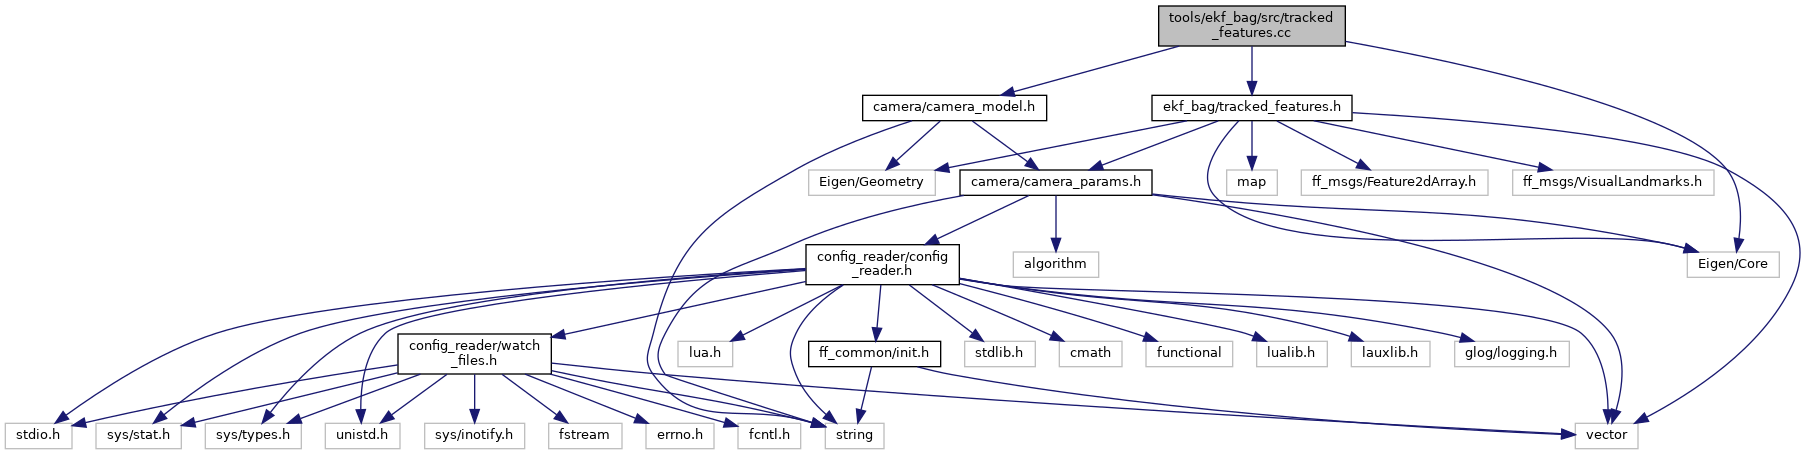 tools/ekf_bag/src/tracked
_features.cc
camera/camera_model.h
ekf_bag/tracked_features.h
Eigen/Geometry
camera/camera_params.h
map
ff_msgs/Feature2dArray.h
ff_msgs/VisualLandmarks.h
config_reader/config
_reader.h
algorithm
Eigen/Core
config_reader/watch
_files.h
lua.h
ff_common/init.h
stdlib.h
cmath
functional
lualib.h
lauxlib.h
glog/logging.h
stdio.h
sys/stat.h
sys/types.h
unistd.h
sys/inotify.h
fstream
errno.h
fcntl.h
string
vector